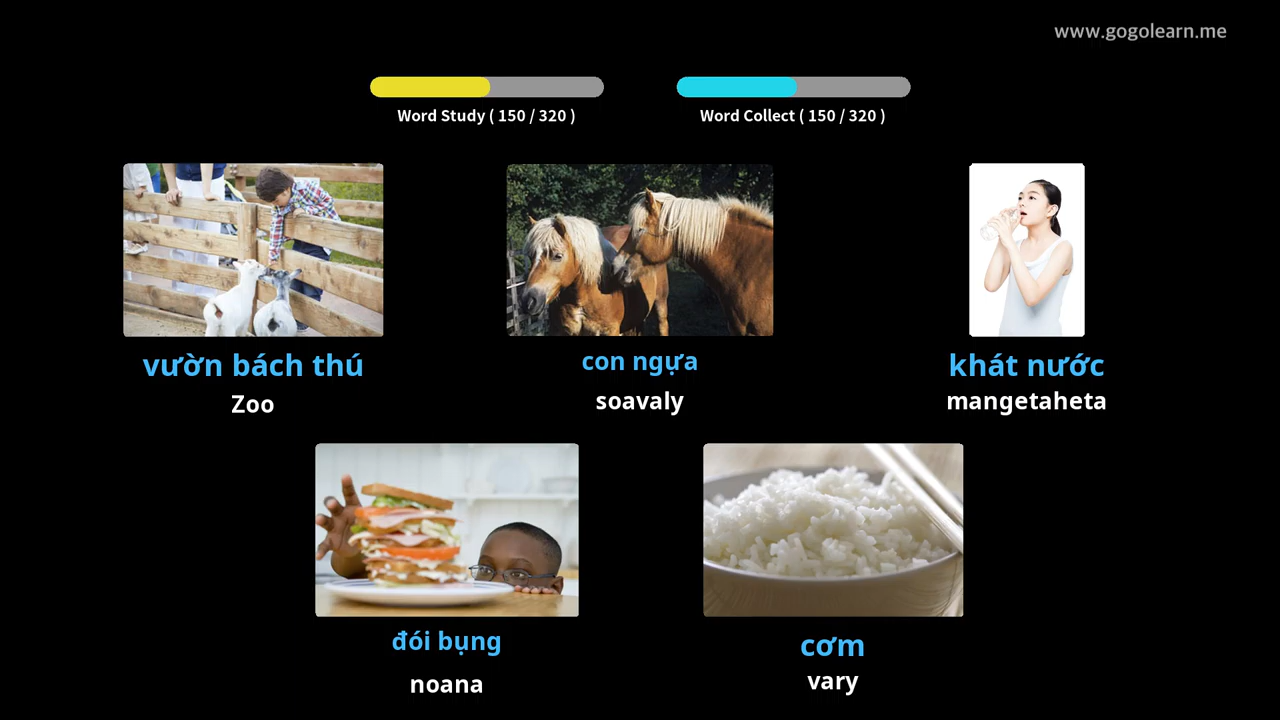 www.gogolearn.me
Word Study ( 150 / 320 )
Word Collect ( 150 / 320 )
vườn bách thú
Zoo
con ngựa
soavaly
khát nước
mangetaheta
đói bụng
noana
cơm
vary